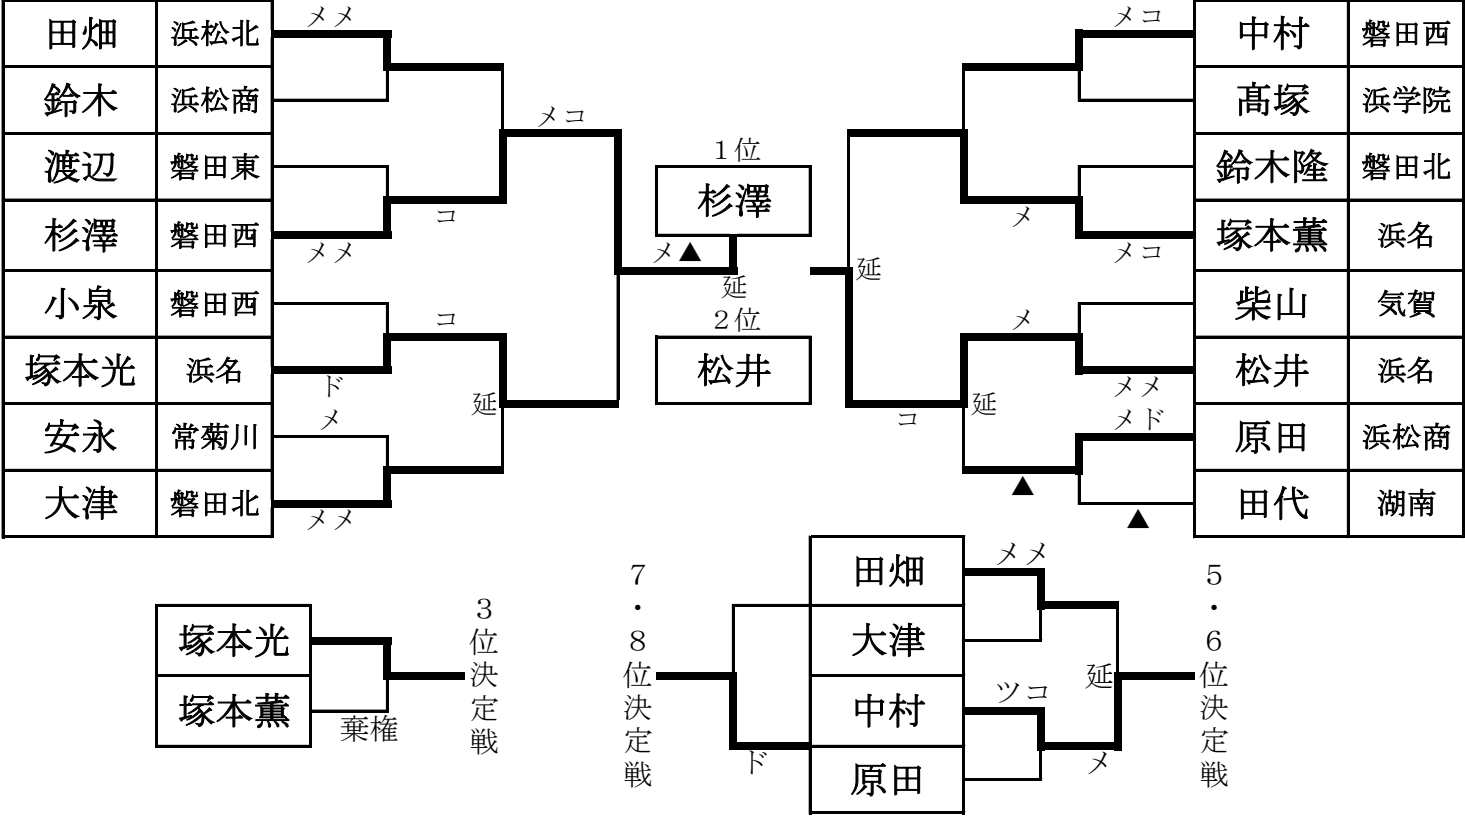 田畑 浜松北 メメ
鈴木 浜松商
渡辺 磐田東
杉澤 磐田西 メメ
コ
メコ
小泉 磐田西
塚本光 浜名 ド
コ
安永 常菊川 メ
大津 磐田北 メメ
延
メ▲
延
1位
杉澤
2位
松井
延
中村 磐田西 メコ
髙塚 浜学院
鈴木隆 磐田北
塚本薫 浜名 メコ
メ
柴山 気賀
松井 浜名 メメ
メ
原田 浜松商 メド
田代 湖南 ▲
▲
延
コ
塚本光
塚本薫
棄権
3位決定戦
7・8位決定戦
ド
田畑 メメ
大津
中村 ツコ
原田
延
メ
5・6位決定戦